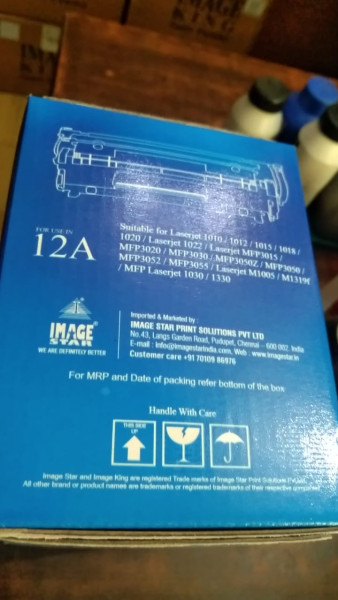 IMAGE
KING
FOR USE IN
12A
Suitable for Laserjet 1010 / 1012 / 1015 / 1018 /
1020 / Laserjet 1022 / Laserjet MFP3015 /
MFP3020 / MFP3030 / MFP3050Z / MFP3050 /
MFP3052 / MFP3055 / Laserjet M1005 / M1319f
/ MFP Laserjet 1030 / 1330
IMAGE
STAR
WE ARE DEFINITELY BETTER
Imported & Marketed by :
IMAGE STAR PRINT SOLUTIONS PVT LTD
No.43, Langs Garden Road, Pudupet, Chennai – 600 002. India
E-mail : info@imagestarindia.com, Web : www.imagestar.in
Customer care +91 70109 86976
For MRP and Date of packing refer bottom of the box
Handle With Care
THIS SIDE
UP
Image Star and Image King are registered Trade marks of Image Star Print Solutions
All other brand or product names are trademarks or registered trademarks of their respective